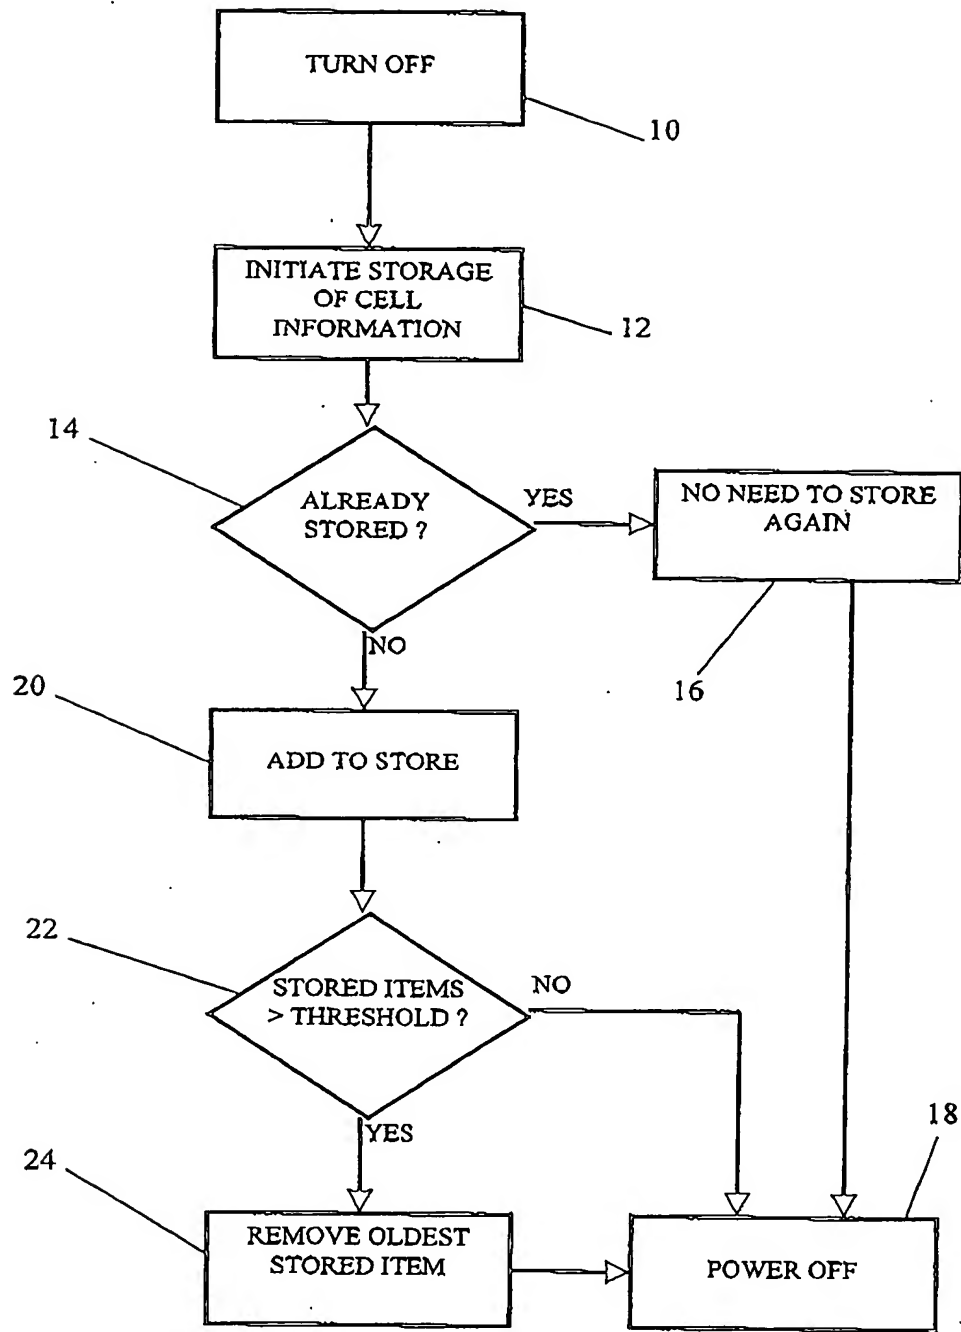 TURN OFF
10
INITIATE STORAGE
OF CELL
INFORMATION
12
14
ALREADY
STORED ?
YES
NO NEED TO STORE
AGAIN
NO
16
20
ADD TO STORE
22
STORED ITEMS
> THRESHOLD ?
NO
YES
18
24
REMOVE OLDEST
STORED ITEM
POWER OFF